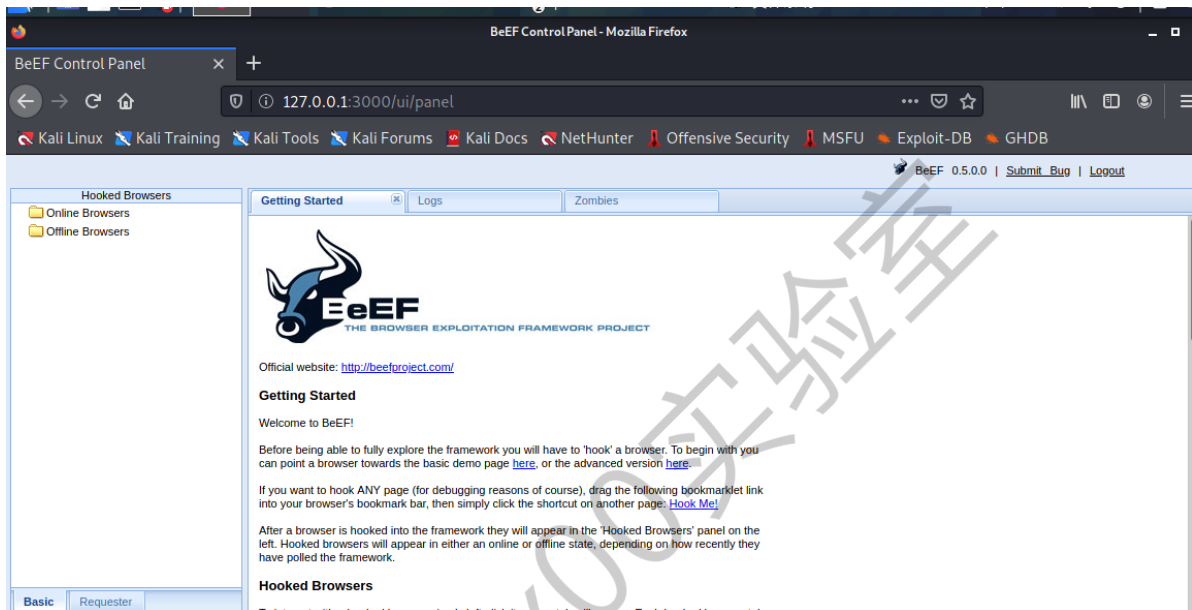 BeEF Control Panel - Mozilla Firefox
BeEF Control Panel
127.0.0.1:3000/ui/panel
Kali Linux Kali Training Kali Tools Kali Forums Kali Docs NetHunter Offensive Security MSFU Exploit-DB GHDB
BeEF 0.5.0.0 | Submit Bug | Logout
Hooked Browsers
Online Browsers
Offline Browsers
Getting Started Logs Zombies
BeEF
THE BROWSER EXPLOITATION FRAMEWORK PROJECT
Official website: http://beefproject.com/
Getting Started
Welcome to BeEF!
Before being able to fully explore the framework you will have to 'hook' a browser. To begin with you
can point a browser towards the basic demo page here, or the advanced version here.
If you want to hook ANY page (for debugging reasons of course), drag the following bookmarklet link
into your browser's bookmark bar, then simply click the shortcut on another page: Hook Me!
After a browser is hooked into the framework they will appear in the 'Hooked Browsers' panel on the
left. Hooked browsers will appear in either an online or offline state, depending on how recently they
have polled the framework.
Hooked Browsers
Basic Requester
00实验室